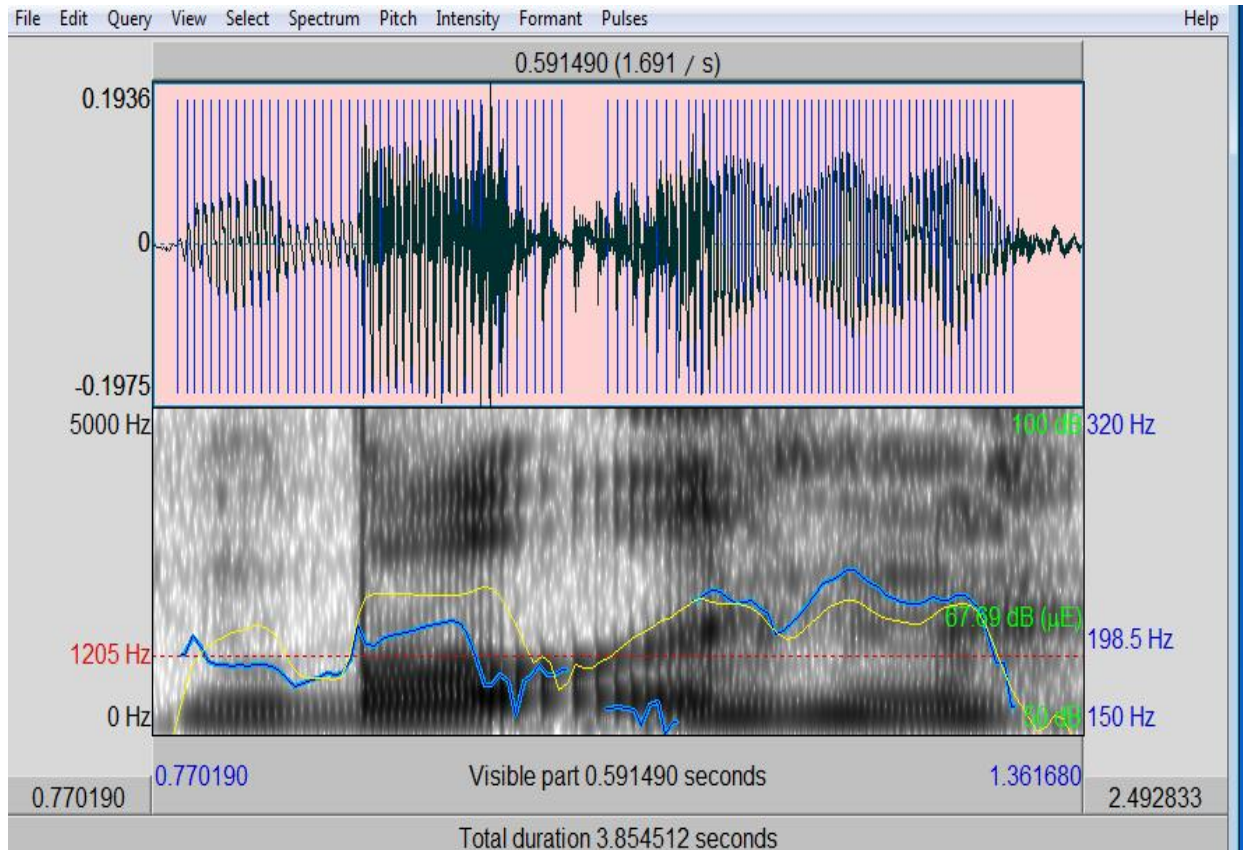 File Edit Query View Select Spectrum Pitch Intensity Formant Pulses Help
0.591490 (1.691 / s)
0.1936
0
-0.1975
5000 Hz 100 dB 320 Hz
67.69 dB (µE)
1205 Hz 198.5 Hz
0 Hz 50 dB 150 Hz
0.770190 0.770190 Visible part 0.591490 seconds 1.361680 2.492833
Total duration 3.854512 seconds